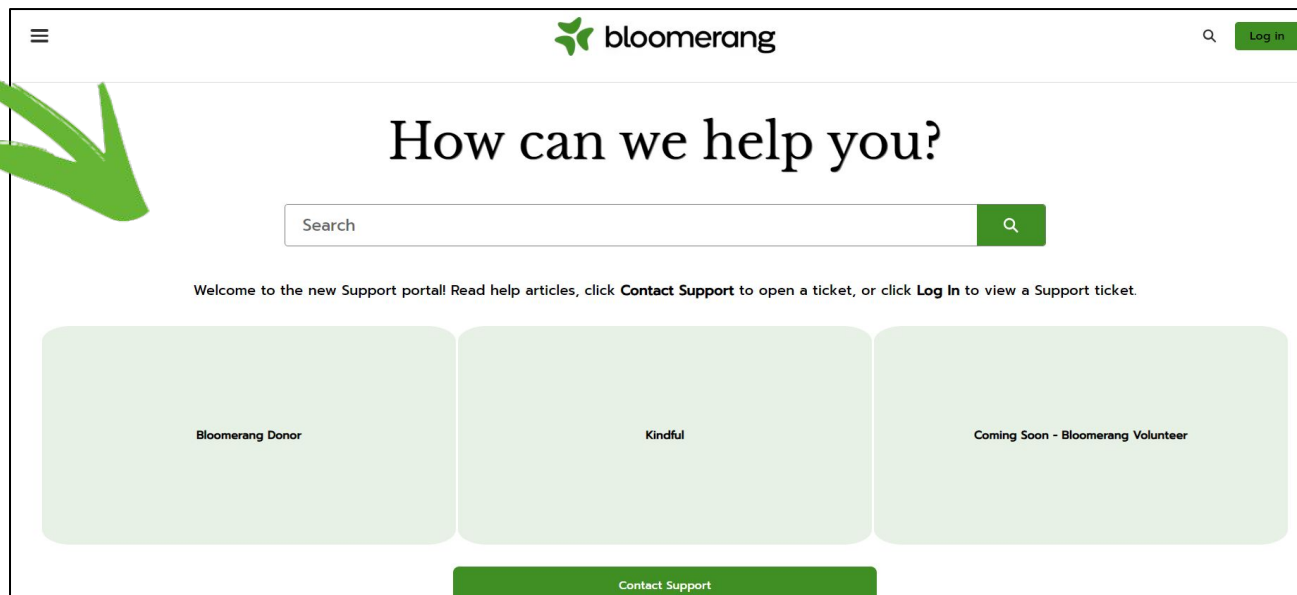 bloomerang
Log in
How can we help you?
Search
Welcome to the new Support portal! Read help articles, click Contact Support to open a ticket, or click Log In to view a Support ticket.
Bloomerang Donor
Kindful
Coming Soon - Bloomerang Volunteer
Contact Support